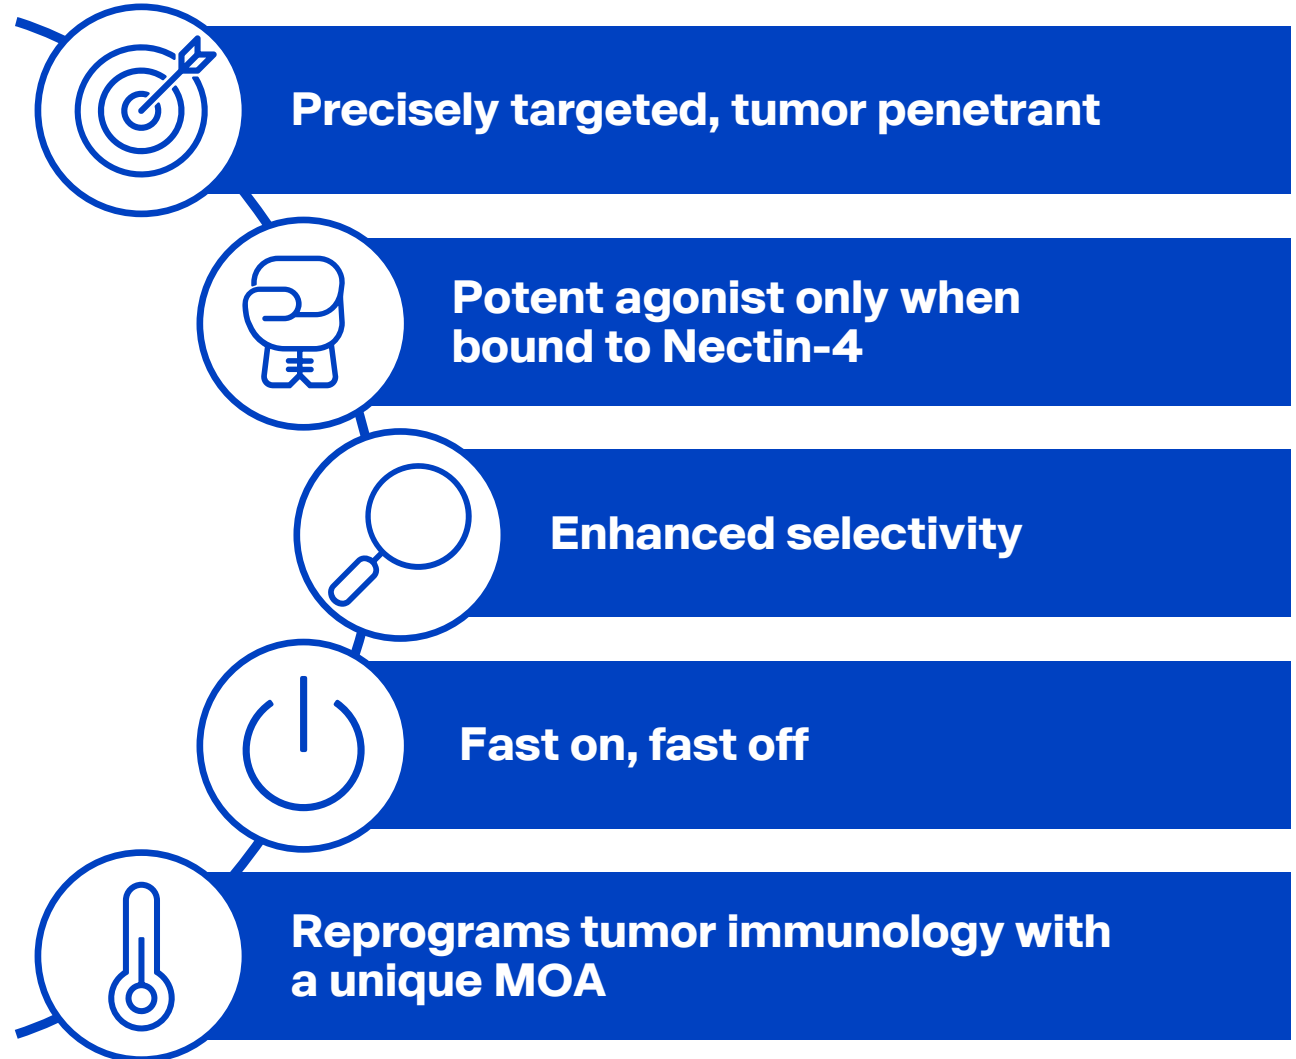 Precisely targeted, tumor penetrant
Potent agonist only when
bound to Nectin-4
Enhanced selectivity
Fast on, fast off
Reprograms tumor immunology with
a unique MOA